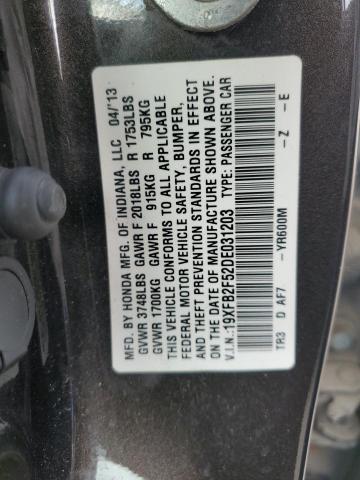 MFD. BY HONDA MFG. OF INDIANA, LLC 04/'13
GVWR 3748LBS GAWR F 2018LBS R 1753LBS
GVWR 1700KG GAWR F 915KG R 795KG
THIS VEHICLE CONFORMS TO ALL APPLICABLE
FEDERAL MOTOR VEHICLE SAFETY, BUMPER,
THEFT PREVENTION STANDARDS IN EFFECT
ON THE DATE OF MANUFACTURE SHOWN ABOVE.
V.I.N.:19XFB2F52DE031203 TYPE: PASSENGER CAR
TR3 D AF7 - YR600M - Z - E